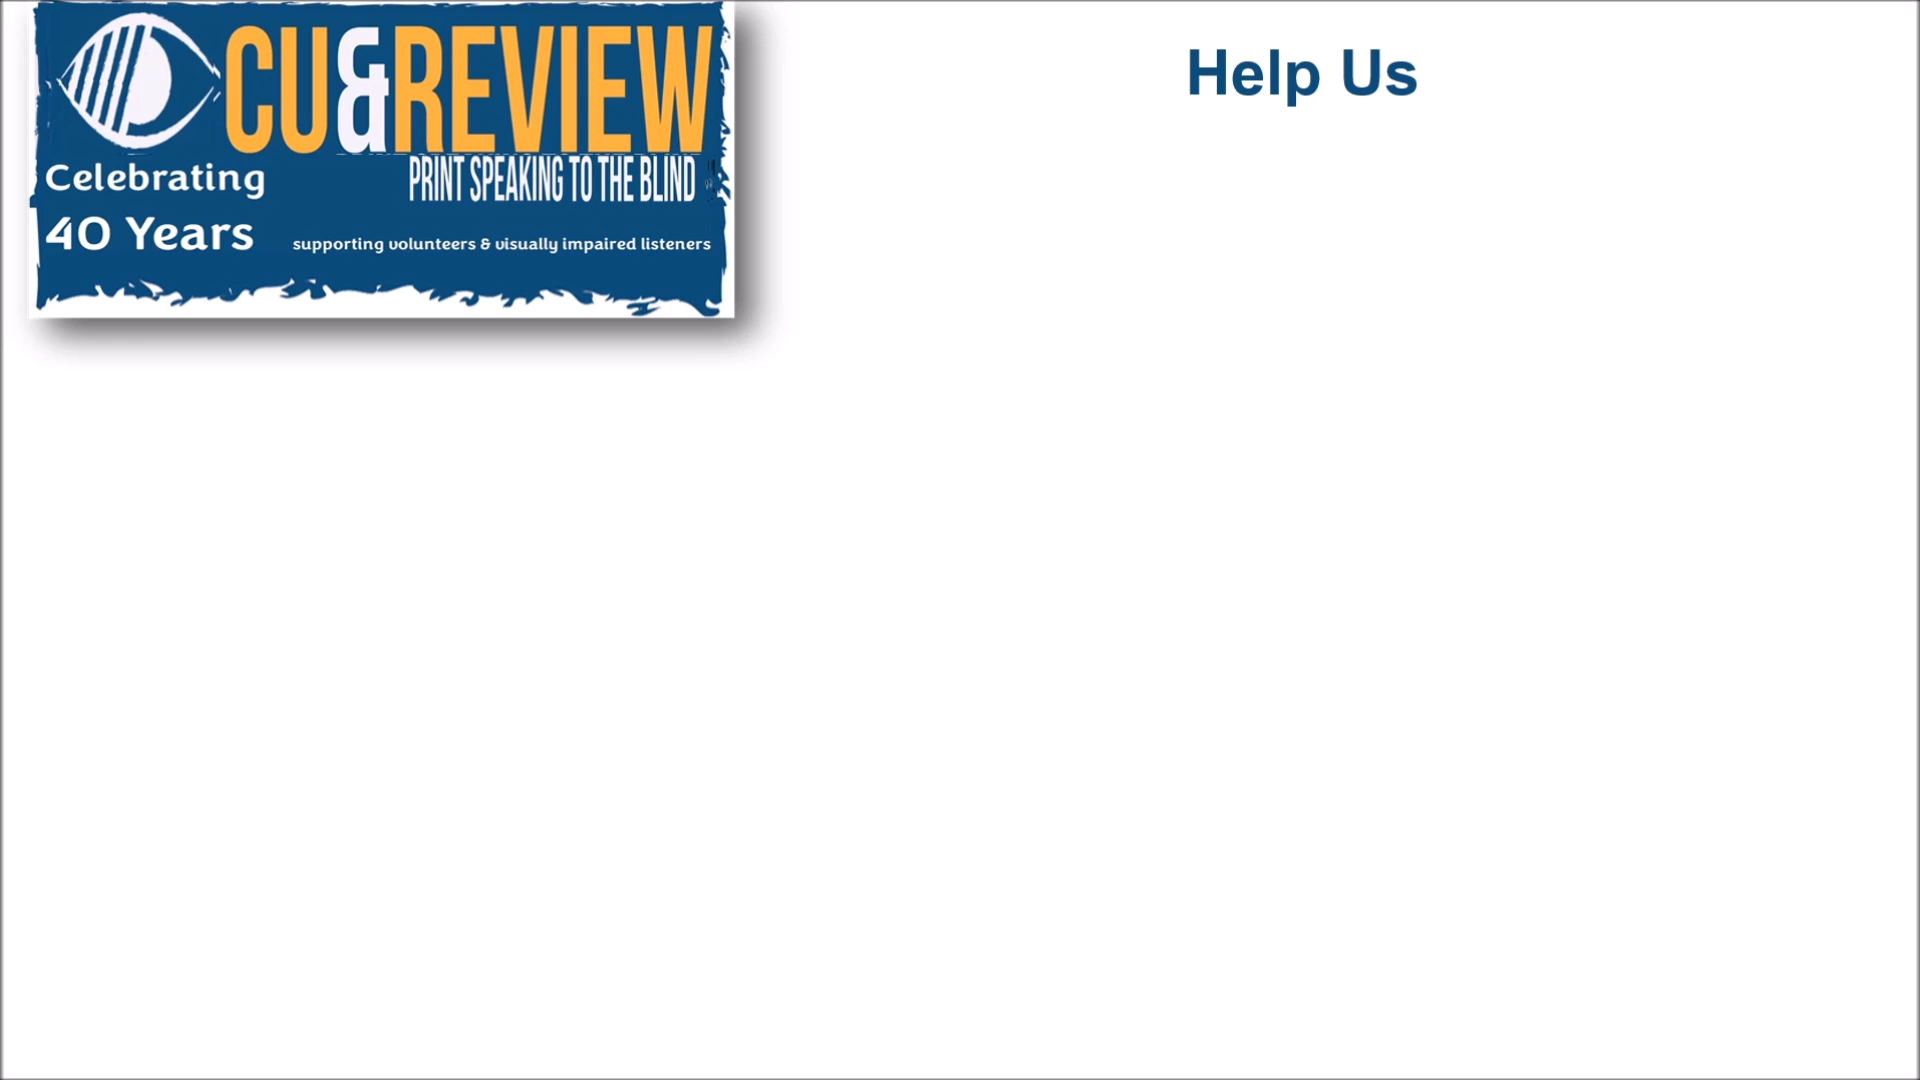 CU&REVIEW
PRINT SPEAKING TO THE BLIND
Celebrating
40 Years
supporting volunteers & visually impaired listeners
Help Us